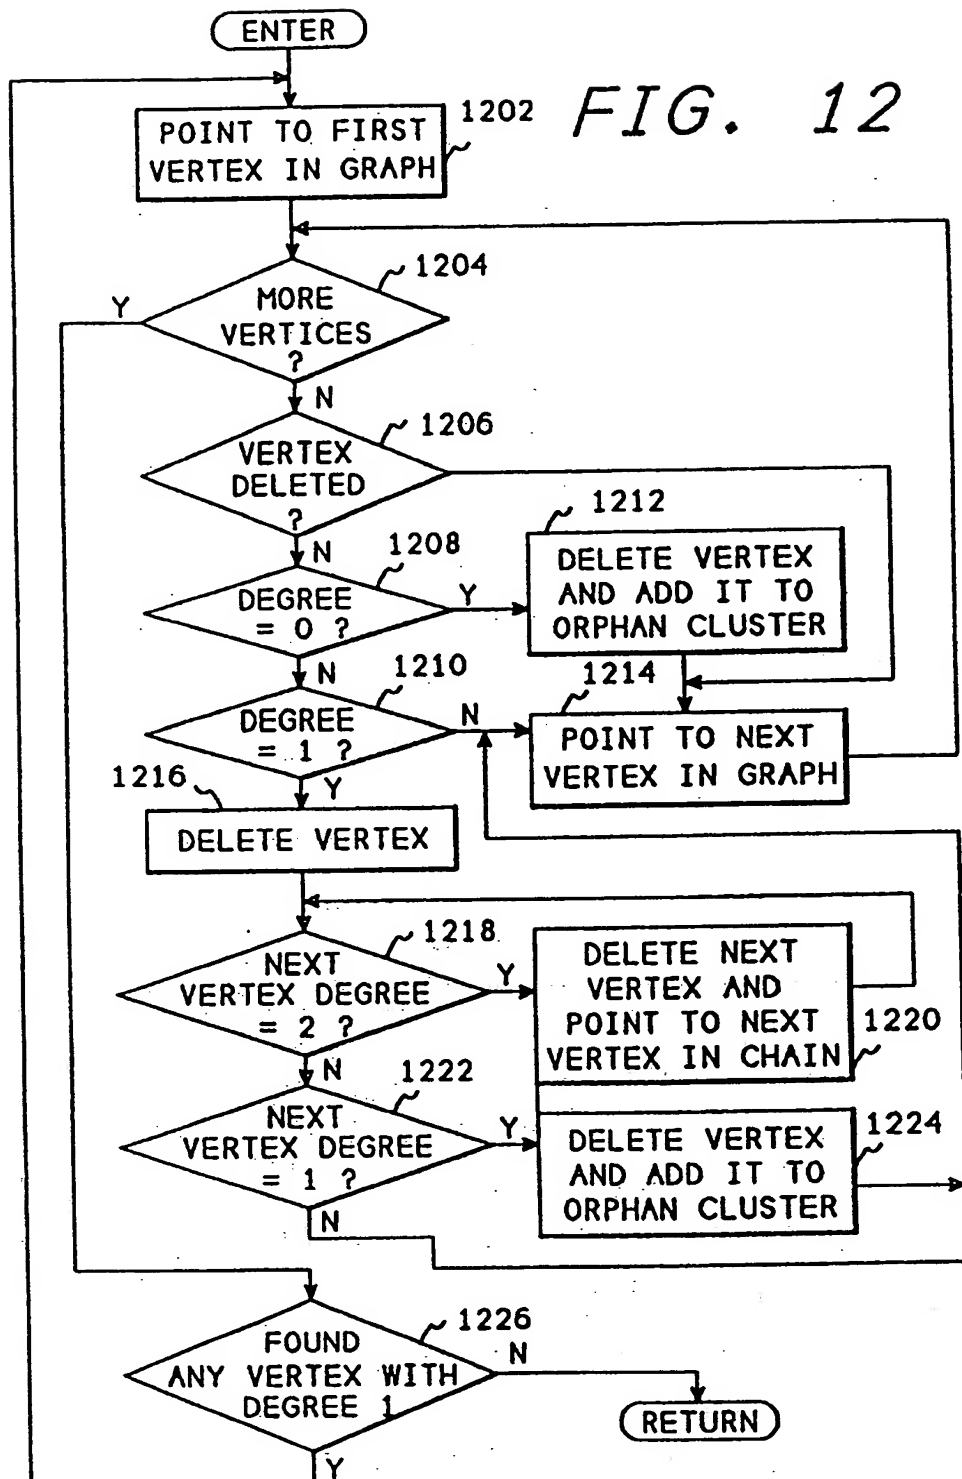 ENTER
FIG. 12
1202
POINT TO FIRST
VERTEX IN GRAPH
1204
Y
MORE
VERTICES
?
N
1206
VERTEX
DELETED
?
N
1208
DEGREE
= 0 ?
Y
1212
DELETE VERTEX
AND ADD IT TO
ORPHAN CLUSTER
N
1210
DEGREE
= 1 ?
N
1214
POINT TO NEXT
VERTEX IN GRAPH
Y
1216
DELETE VERTEX
1218
NEXT
VERTEX DEGREE
= 2 ?
Y
DELETE NEXT
VERTEX AND
POINT TO NEXT
VERTEX IN CHAIN
1220
N
1222
NEXT
VERTEX DEGREE
= 1 ?
Y
1224
DELETE VERTEX
AND ADD IT TO
ORPHAN CLUSTER
N
1226
FOUND
ANY VERTEX WITH
DEGREE 1
N
RETURN
Y